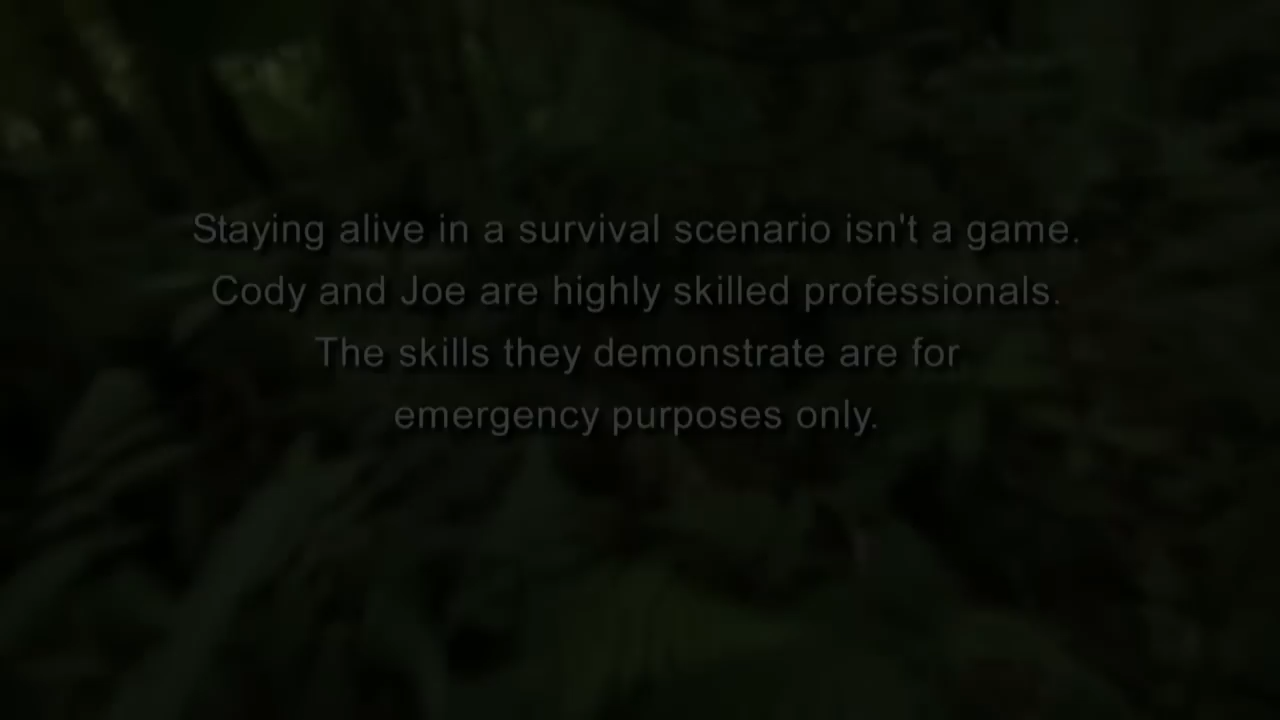 Staying alive in a survival scenario isn't a game.
Cody and Joe are highly skilled professionals.
The skills they demonstrate are for
emergency purposes only.